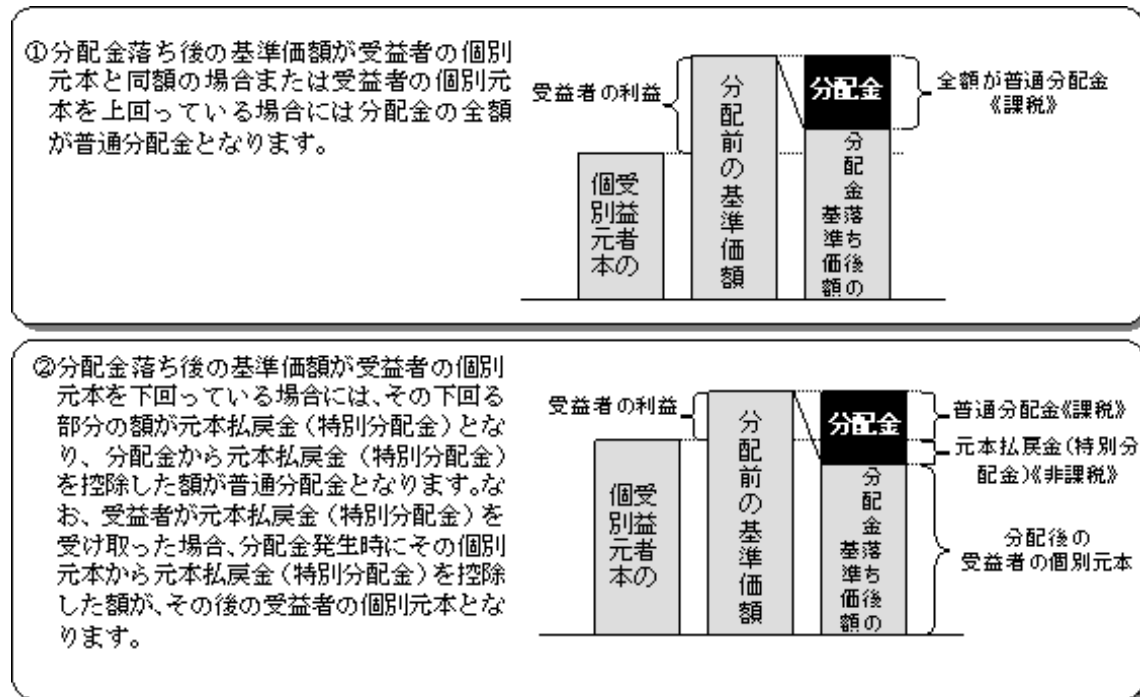 ①分配金落ち後の基準価額が受益者の個別
元本と同額の場合または受益者の個別元
本を上回っている場合には分配金の全額
が普通分配金となります。
受益者の利益
受益者の
個別元本
分配前の基準価額
分配金
分配金落ち後の
基準価額
全額が普通分配金
《課税》
②分配金落ち後の基準価額が受益者の個別
元本を下回っている場合には、その下回る
部分の額が元本払戻金（特別分配金）とな
り、分配金から元本払戻金（特別分配金）
を控除した額が普通分配金となります。な
お、受益者が元本払戻金（特別分配金）を
受け取った場合、分配金発生時にその個別
元本から元本払戻金（特別分配金）を控除
した額が、その後の受益者の個別元本とな
ります。
受益者の利益
受益者の
個別元本
分配前の基準価額
分配金
分配金落ち後の
基準価額
普通分配金《課税》
元本払戻金（特別分
配金）《非課税》
分配後の
受益者の個別元本